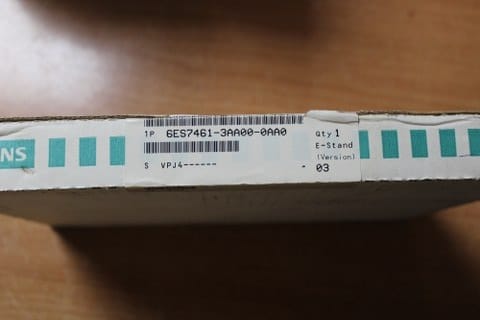 NS
1P 6ES7461-3AA00-0AA0 Qty 1
E-Stand
(Version)
S VPJ4------ - 03